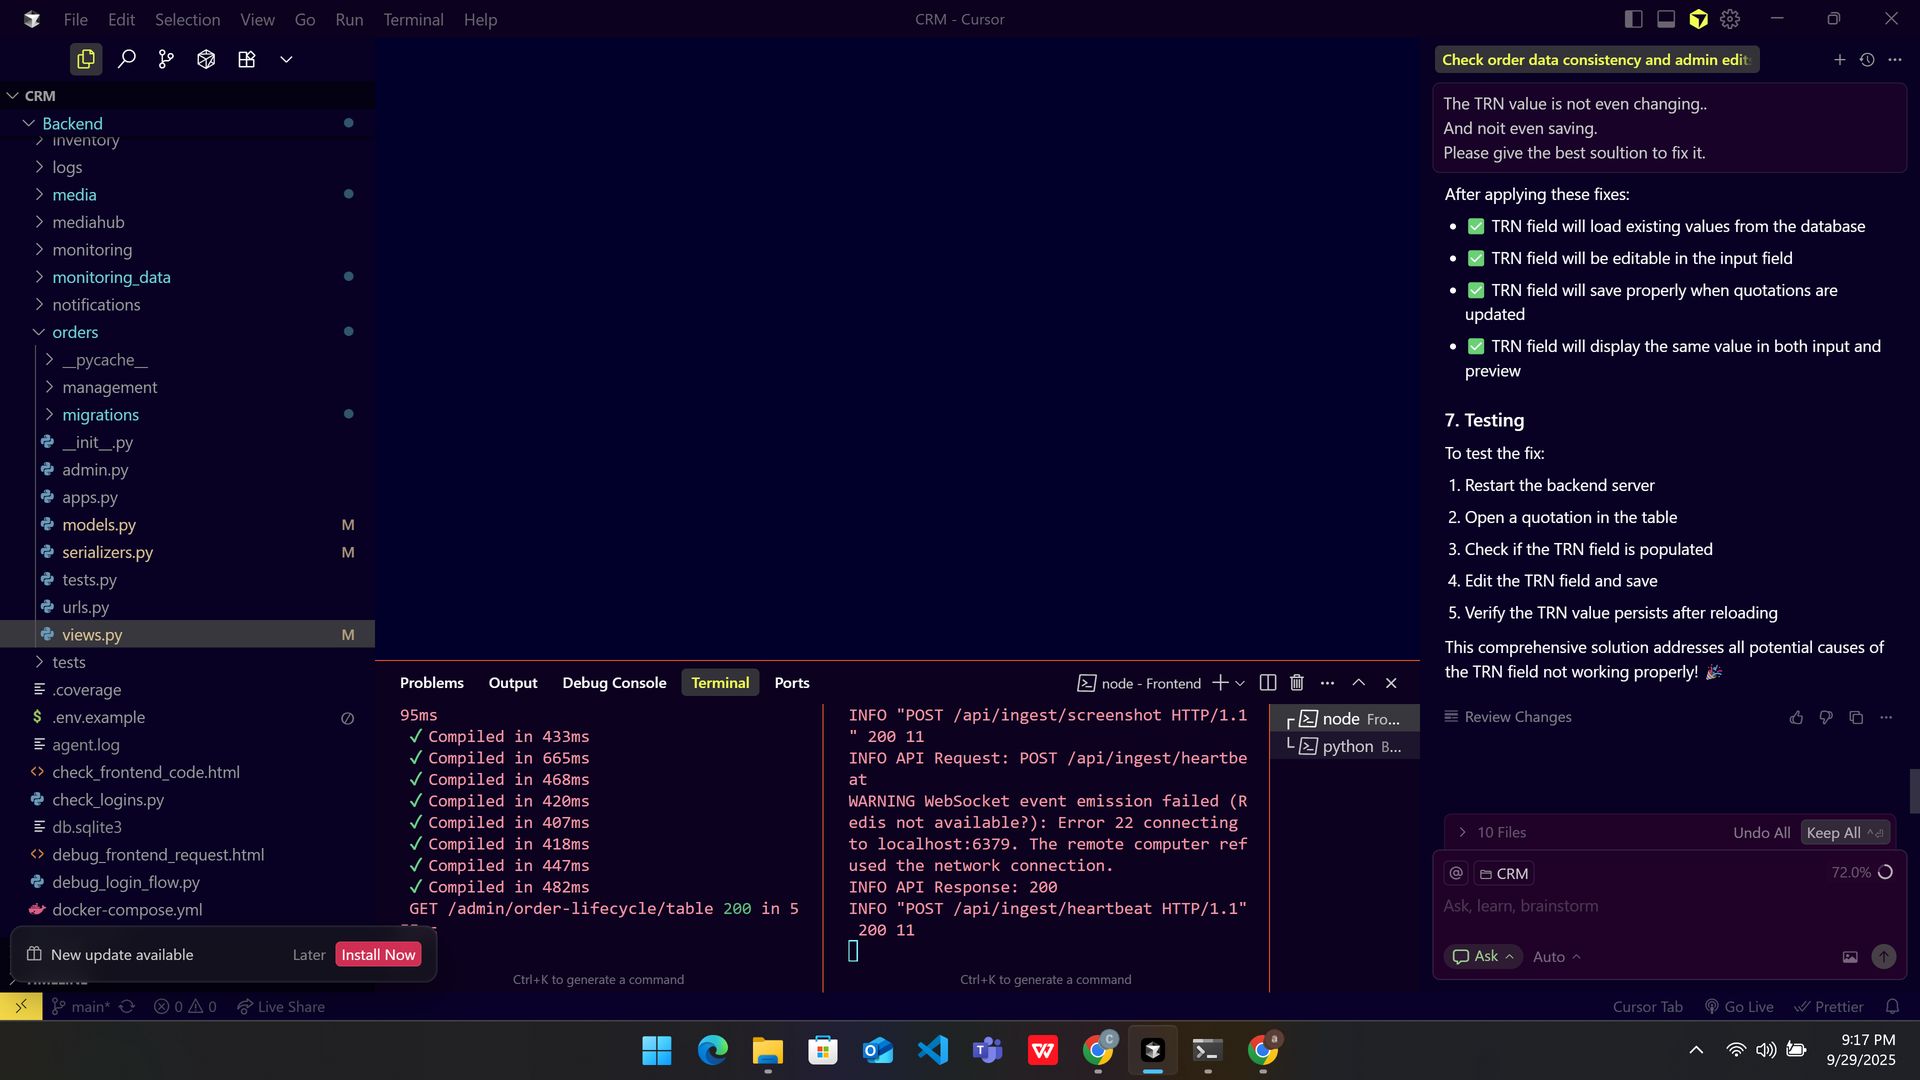 File Edit Selection View Go Run Terminal Help
CRM - Cursor
CRM
Backend
inventory
logs
media
mediahub
monitoring
monitoring_data
notifications
orders
__pycache__
management
migrations
__init__.py
admin.py
apps.py
models.py M
serializers.py M
tests.py
urls.py
views.py M
tests
.coverage
.env.example
agent.log
check_frontend_code.html
check_logins.py
db.sqlite3
debug_frontend_request.html
debug_login_flow.py
docker-compose.yml
New update available Later Install Now
Problems Output Debug Console Terminal Ports
node - Frontend
95ms
✓ Compiled in 433ms
✓ Compiled in 665ms
✓ Compiled in 468ms
✓ Compiled in 420ms
✓ Compiled in 407ms
✓ Compiled in 418ms
✓ Compiled in 447ms
✓ Compiled in 482ms
GET /admin/order-lifecycle/table 200 in 5
Ctrl+K to generate a command
INFO "POST /api/ingest/screenshot HTTP/1.1
" 200 11
INFO API Request: POST /api/ingest/heartbe
at
WARNING WebSocket event emission failed (R
edis not available?): Error 22 connecting
to localhost:6379. The remote computer ref
used the network connection.
INFO API Response: 200
INFO "POST /api/ingest/heartbeat HTTP/1.1"
200 11
Ctrl+K to generate a command
node Fro...
python B...
Check order data consistency and admin edit
The TRN value is not even changing..
And noit even saving.
Please give the best soultion to fix it.
After applying these fixes:
• ✅ TRN field will load existing values from the database
• ✅ TRN field will be editable in the input field
• ✅ TRN field will save properly when quotations are
updated
• ✅ TRN field will display the same value in both input and
preview
7. Testing
To test the fix:
1. Restart the backend server
2. Open a quotation in the table
3. Check if the TRN field is populated
4. Edit the TRN field and save
5. Verify the TRN value persists after reloading
This comprehensive solution addresses all potential causes of
the TRN field not working properly! 🎉
Review Changes
10 Files Undo All Keep All
@ CRM 72.0%
Ask, learn, brainstorm
Ask Auto
main* 0 0 Live Share
Cursor Tab Go Live Prettier
9:17 PM
9/29/2025